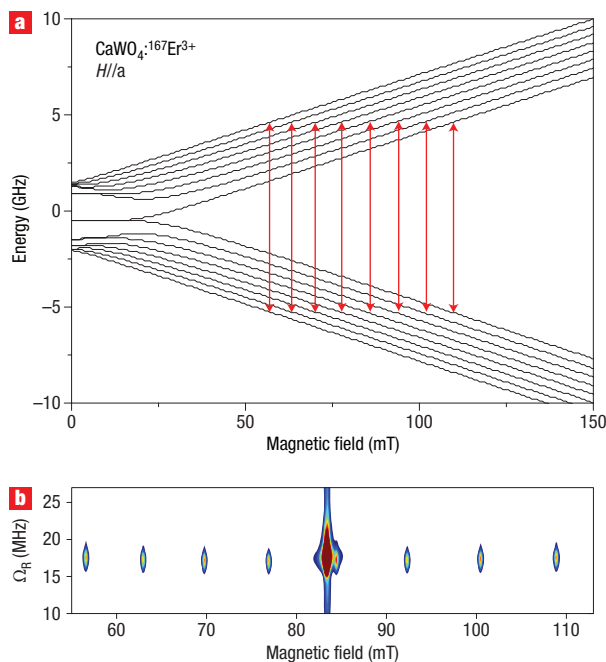 a
CaWO4:167Er3+
H//a
Energy (GHz)
10
5
0
–5
–10
0
50
100
150
Magnetic field (mT)
b
ΩR (MHz)
25
20
15
10
60
70
80
90
100
110
Magnetic field (mT)